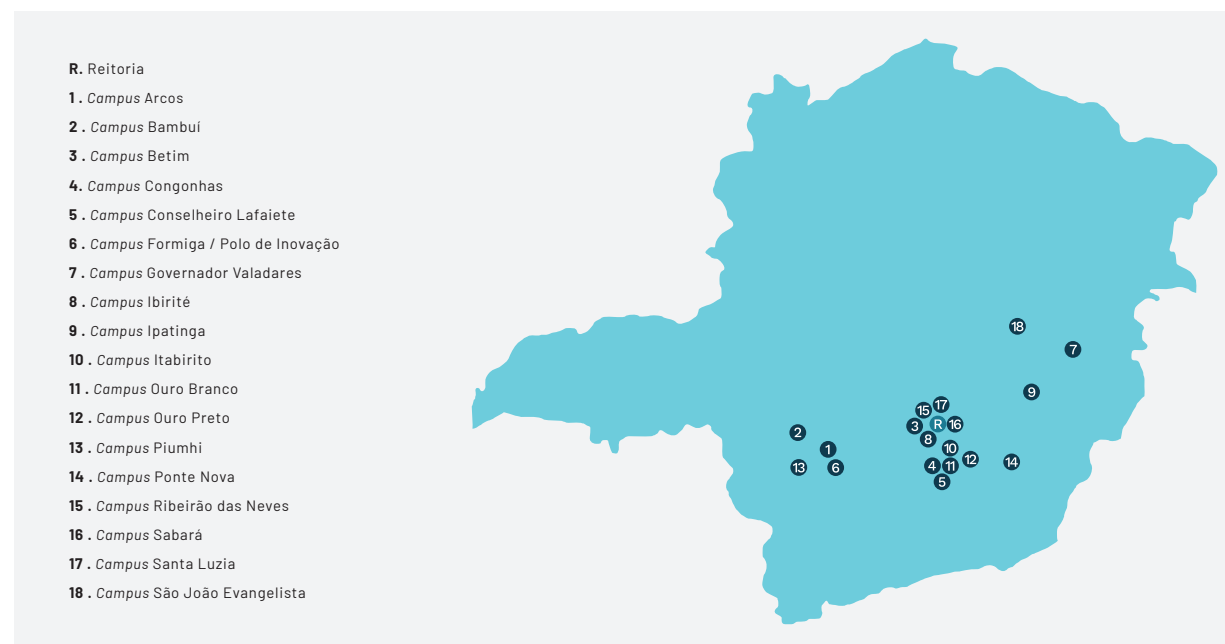 R. Reitoria
1 . Campus Arcos
2 . Campus Bambuí
3 . Campus Betim
4. Campus Congonhas
5 . Campus Conselheiro Lafaiete
6 . Campus Formiga / Polo de Inovação
7 . Campus Governador Valadares
8 . Campus Ibirité
9 . Campus Ipatinga
10 . Campus Itabirito
11 . Campus Ouro Branco
12 . Campus Ouro Preto
13 . Campus Piumhi
14 . Campus Ponte Nova
15 . Campus Ribeirão das Neves
16 . Campus Sabará
17 . Campus Santa Luzia
18 . Campus São João Evangelista
18
7
9
17
15
3 R 16
2
8
1
10
13 6
4 11 12 14
5